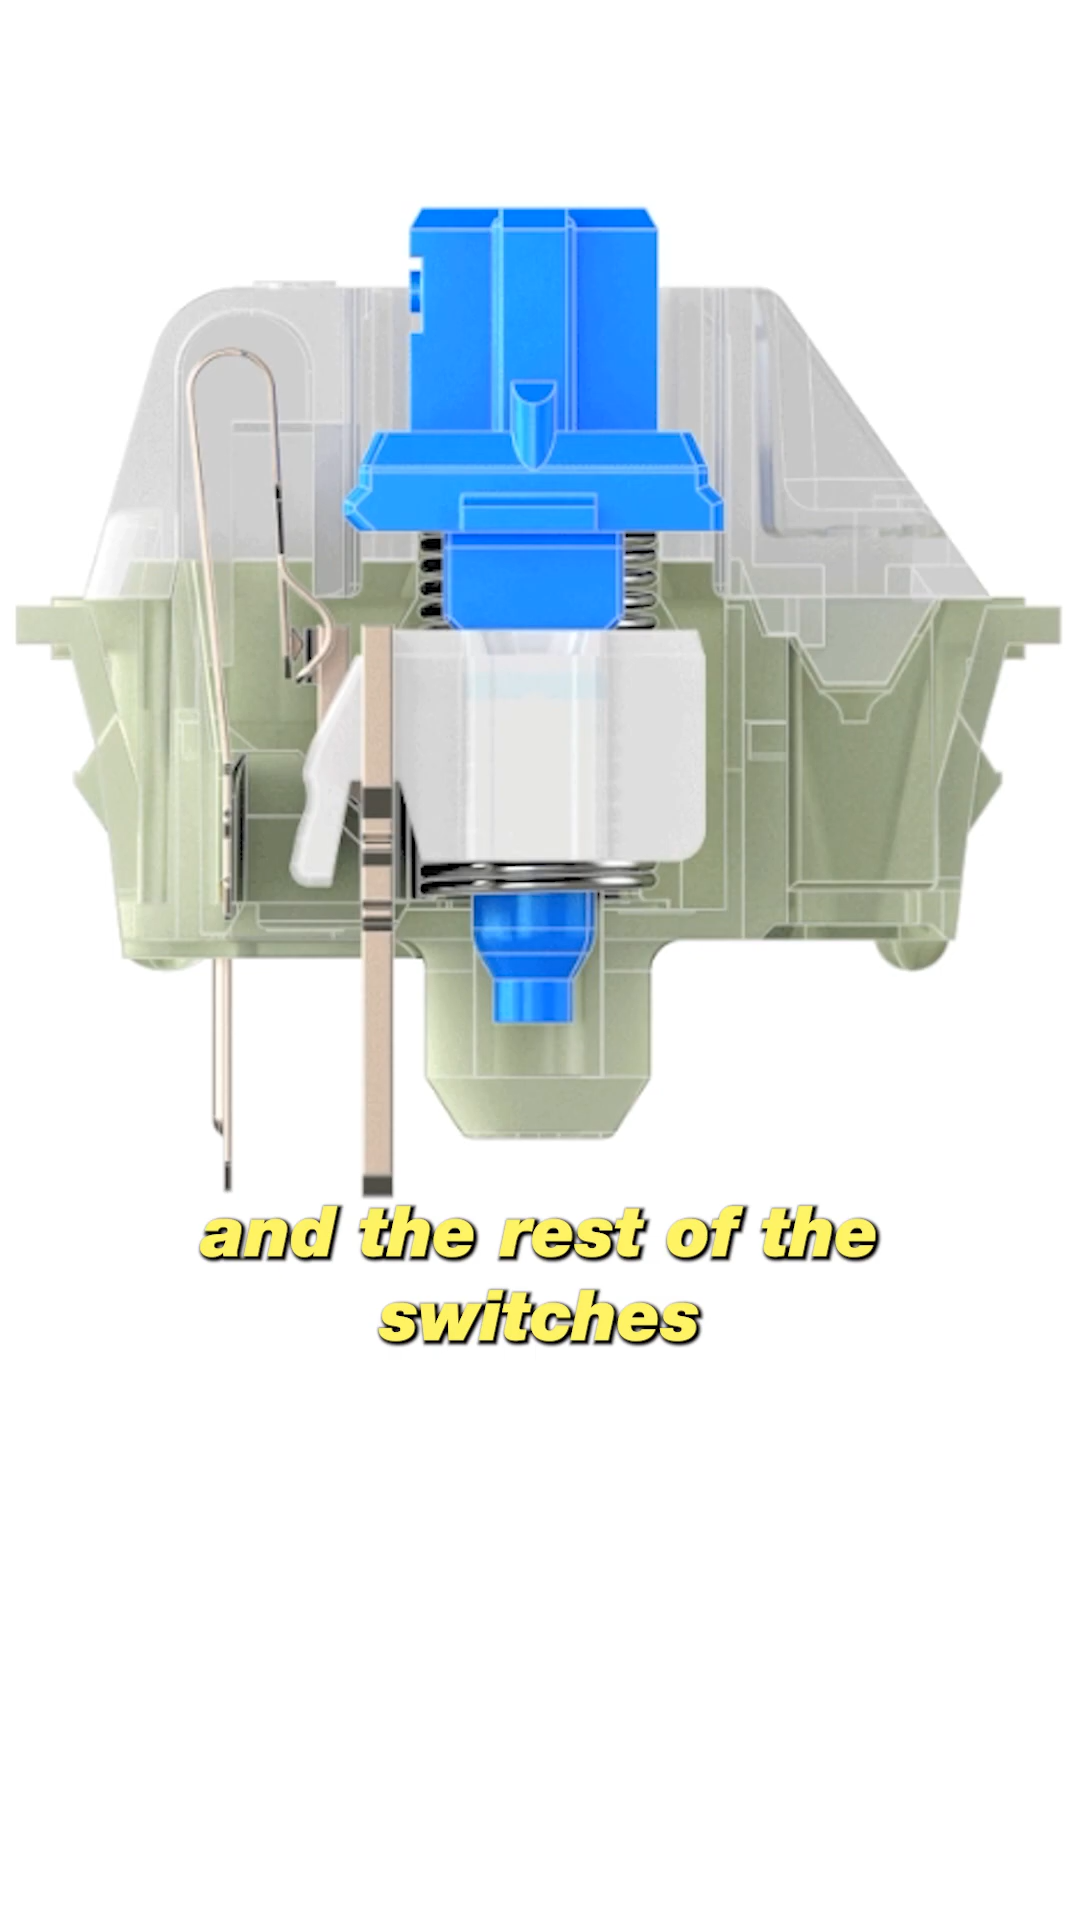 and the rest of the
switches